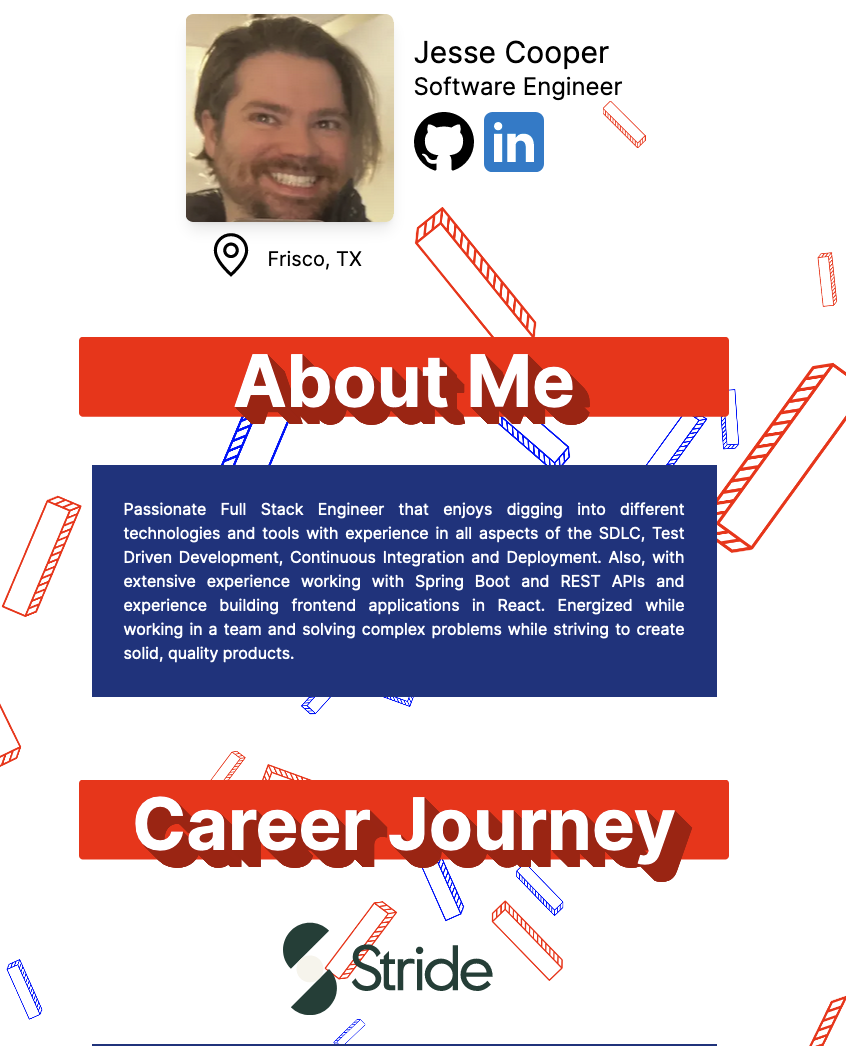 Jesse Cooper
Software Engineer
in
Frisco, TX
About Me
Passionate Full Stack Engineer that enjoys digging into different
technologies and tools with experience in all aspects of the SDLC, Test
Driven Development, Continuous Integration and Deployment. Also, with
extensive experience working with Spring Boot and REST APIs and
experience building frontend applications in React. Energized while
working in a team and solving complex problems while striving to create
solid, quality products.
Career Journey
Stride